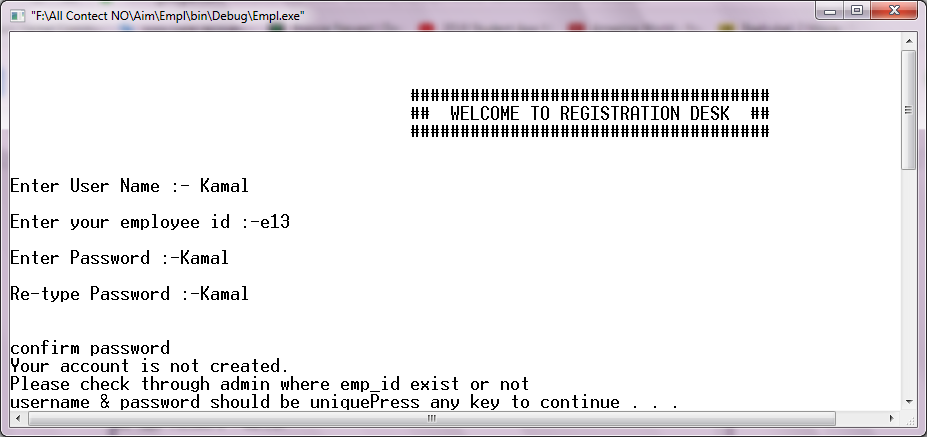 "F:\All Contect NO\Aim\Empl\bin\Debug\Empl.exe"
####################################
##  WELCOME TO REGISTRATION DESK  ##
####################################
Enter User Name :- Kamal
Enter your employee id :-e13
Enter Password :-Kamal
Re-type Password :-Kamal
confirm password
Your account is not created.
Please check through admin where emp_id exist or not
username & password should be uniquePress any key to continue . . .